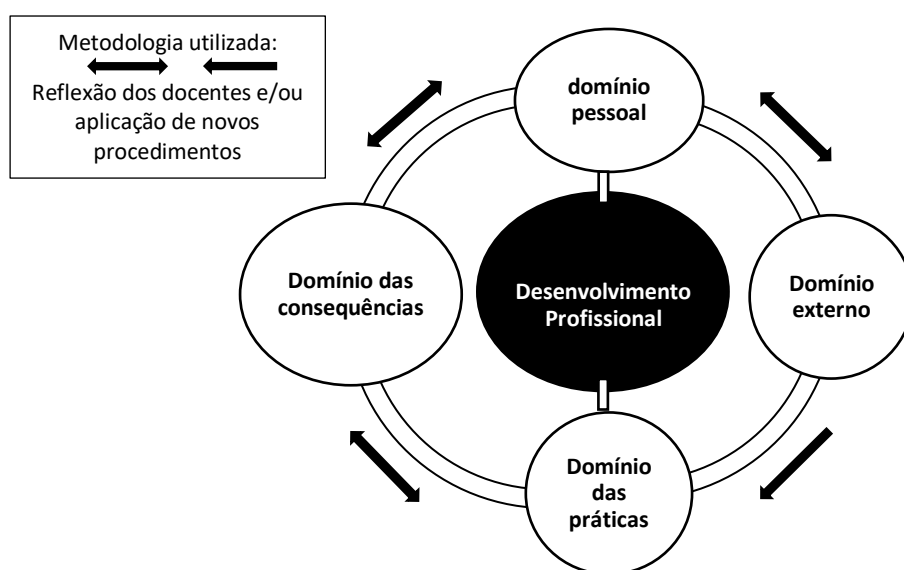 Metodologia utilizada:
Reflexão dos docentes e/ou
aplicação de novos
procedimentos
domínio
pessoal
Domínio das
consequências
Desenvolvimento
Profissional
Domínio
externo
Domínio
das
práticas